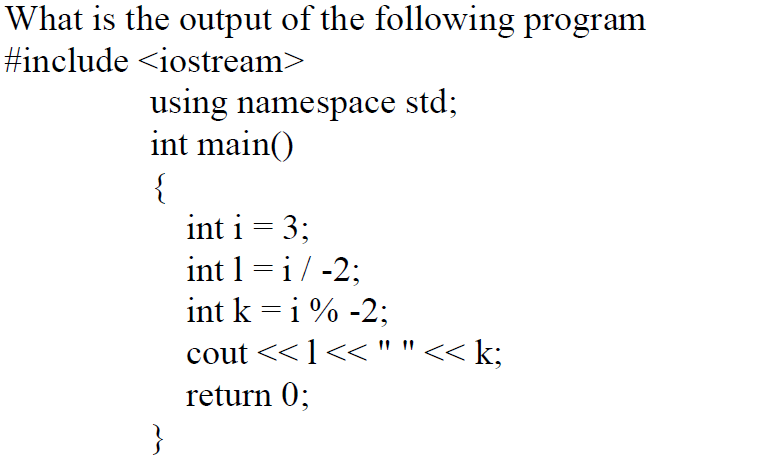 What is the output of the following program
#include <iostream>
using namespace std;
int main()
{
int i = 3;
int l = i / -2;
int k = i % -2;
cout << l << " " << k;
return 0;
}